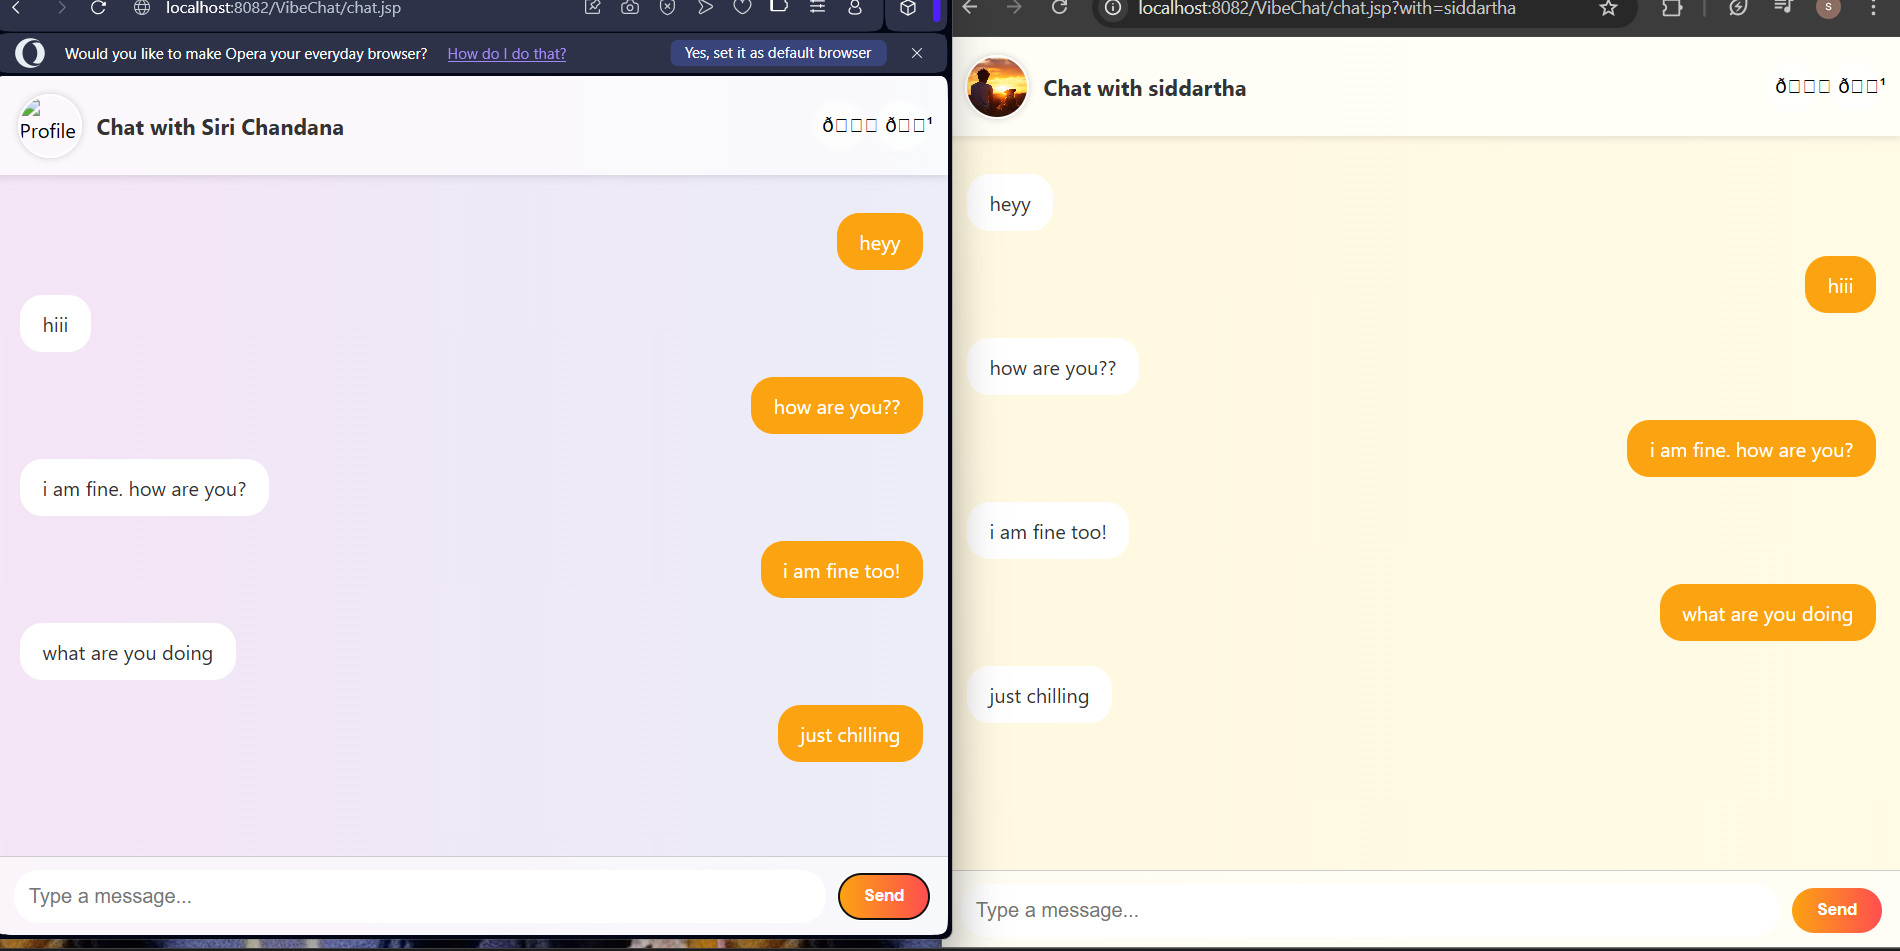 localhost:8082/VibeChat/chat.jsp
Would you like to make Opera your everyday browser? How do I do that? Yes, set it as default browser
Profile
Chat with Siri Chandana
heyy
hiii
how are you??
i am fine. how are you?
i am fine too!
what are you doing
just chilling
Type a message...
Send
localhost:8082/VibeChat/chat.jsp?with=siddartha
S
Chat with siddartha
heyy
hiii
how are you??
i am fine. how are you?
i am fine too!
what are you doing
just chilling
Type a message...
Send